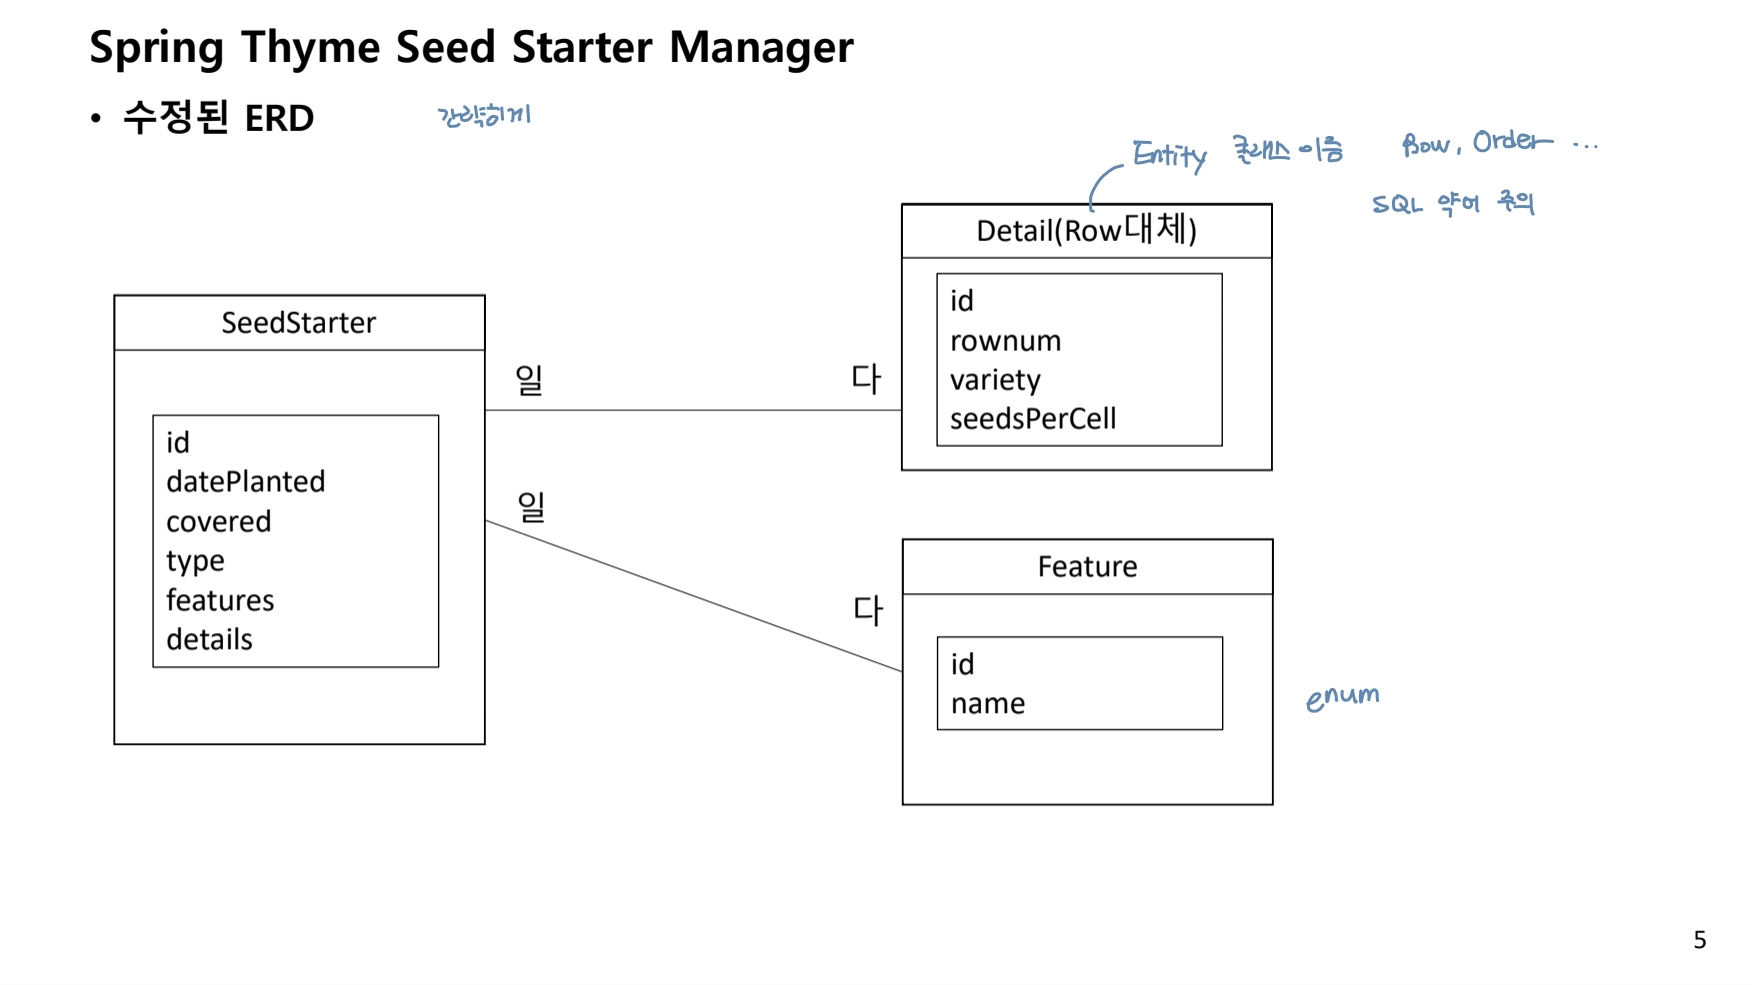 Spring Thyme Seed Starter Manager
• 수정된 ERD
간략하게
Entity 클래스 이름 Row, Order ...
SQL 약어 주의
Detail(Row대체)
id
rownum
variety
seedsPerCell
SeedStarter
id
datePlanted
covered
type
features
details
일
다
일
다
Feature
id
name
enum
5